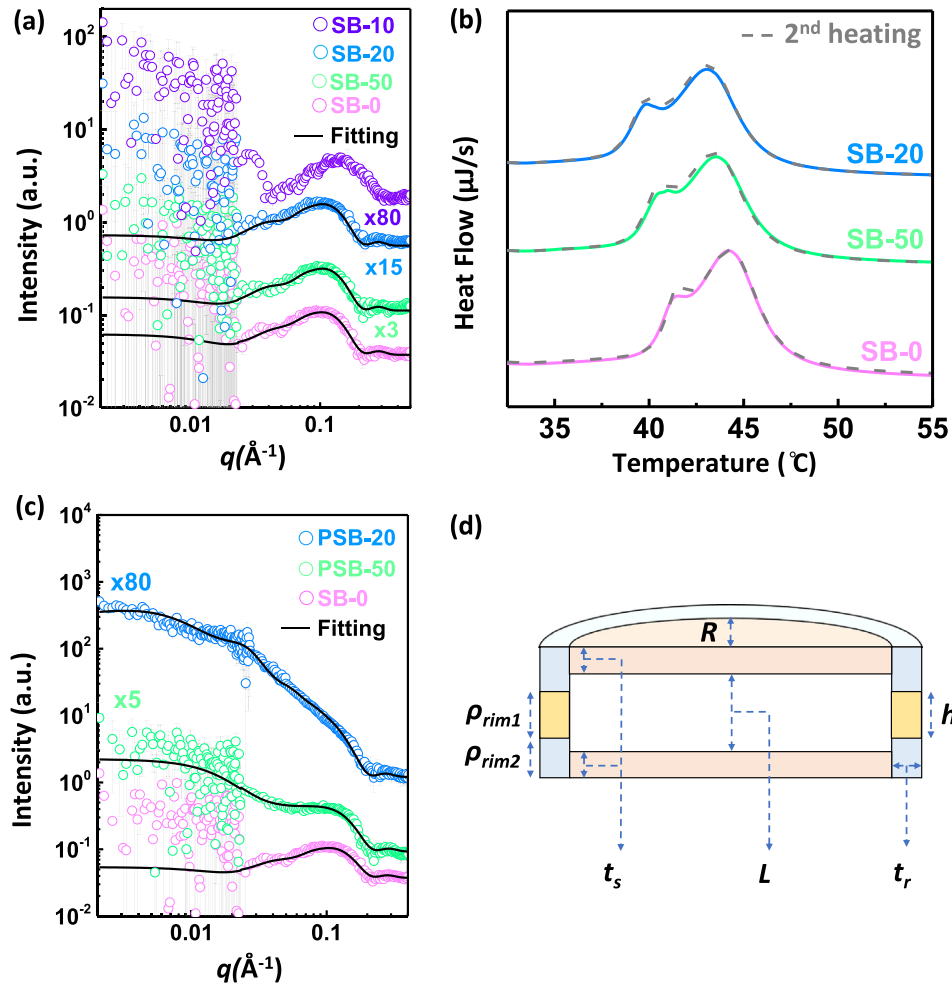 (a)
SB-10
SB-20
SB-50
SB-0
Fitting
x80
x15
x3
10²
10¹
10⁰
10⁻¹
10⁻²
Intensity (a.u.)
0.01
0.1
q(Å⁻¹)
(b)
2ⁿᵈ heating
SB-20
SB-50
SB-0
Heat Flow (µJ/s)
35
40
45
50
55
Temperature (℃)
(c)
PSB-20
PSB-50
SB-0
Fitting
x80
x5
10⁴
10³
10²
10¹
10⁰
10⁻¹
10⁻²
Intensity (a.u.)
0.01
0.1
q(Å⁻¹)
(d)
R
ρrim1
h
ρrim2
ts
L
tr